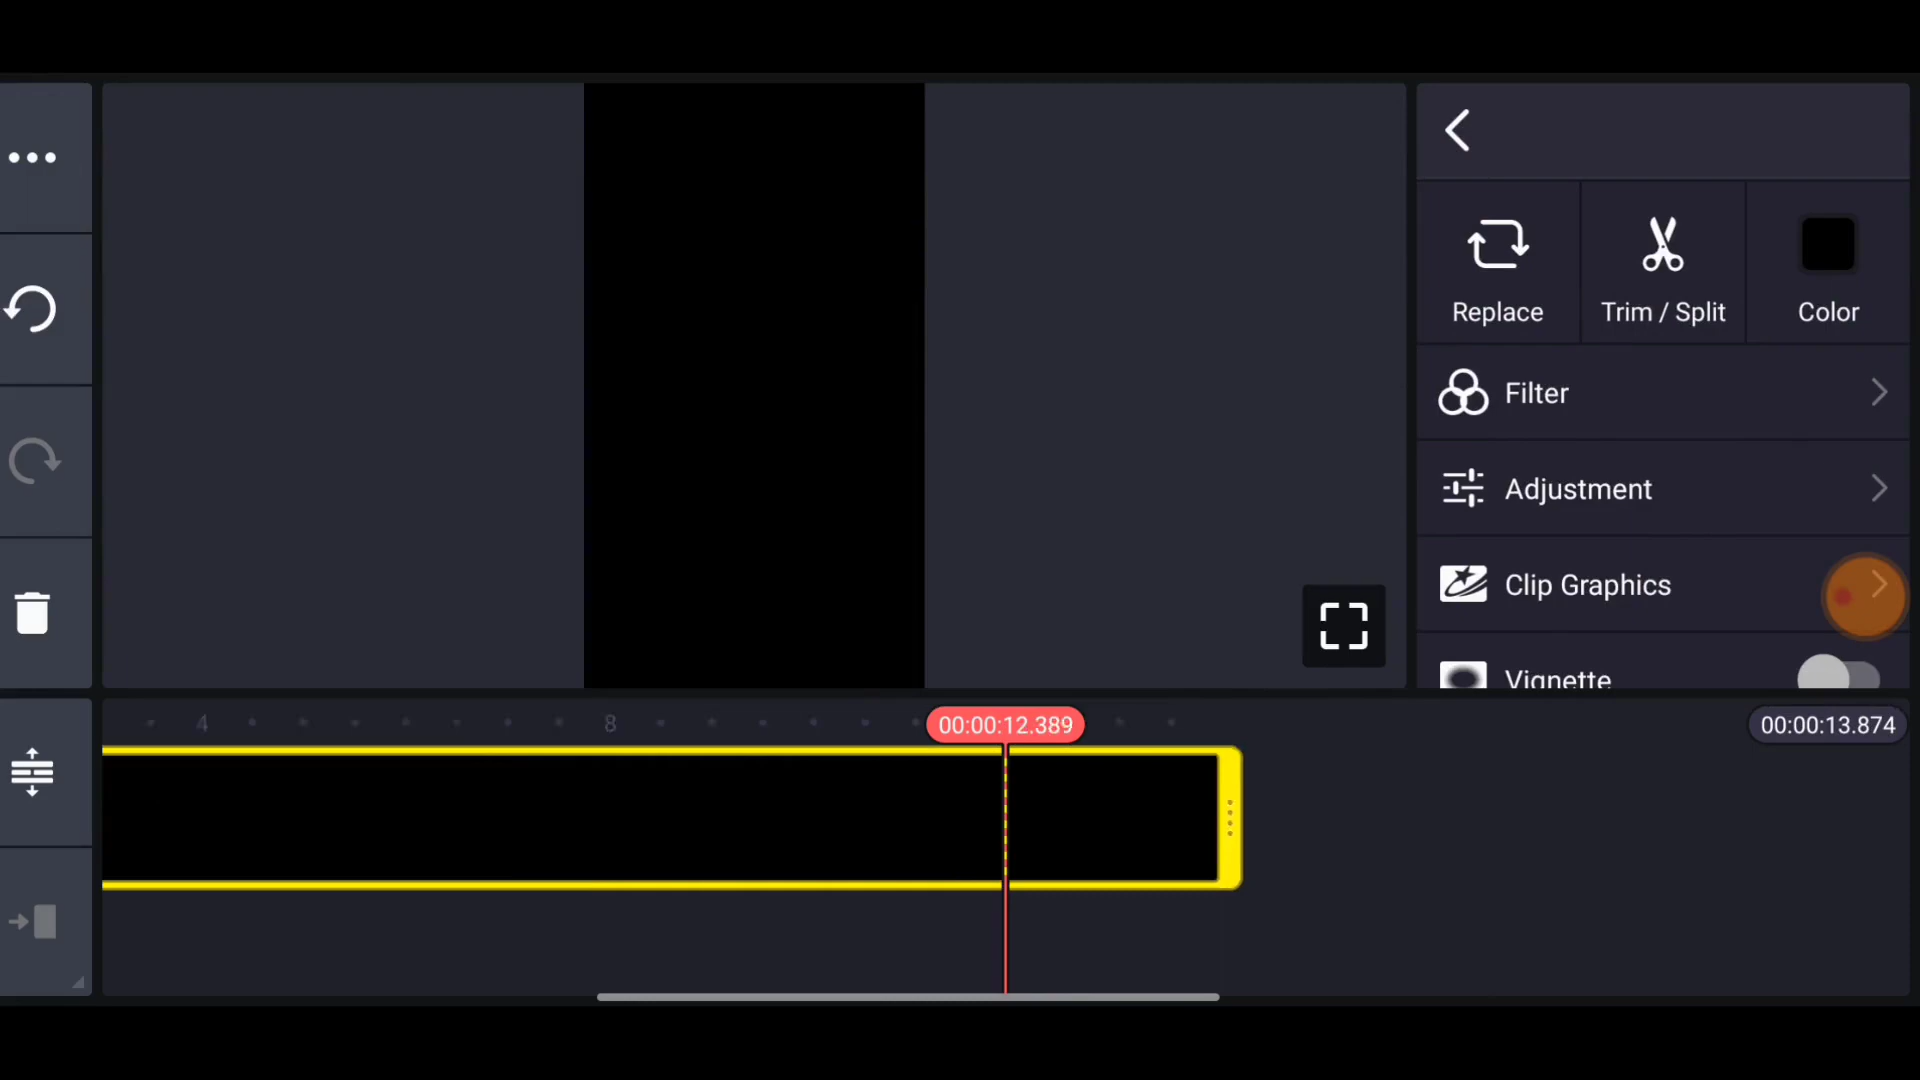 Replace
Trim / Split
Color
Filter
Adjustment
Clip Graphics
Vignette
4
8
00:00:12.389
00:00:13.874